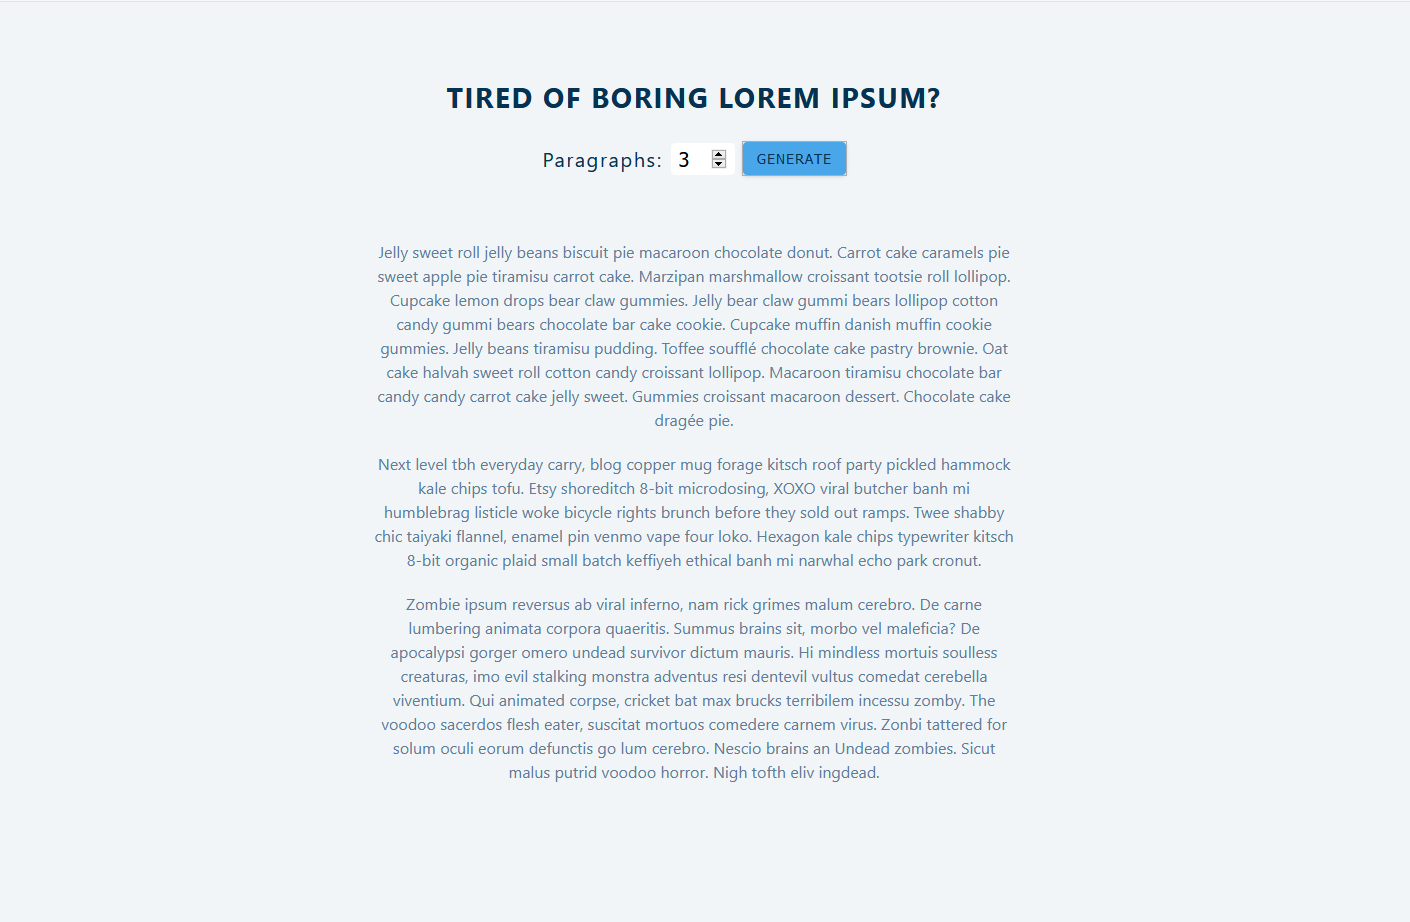 TIRED OF BORING LOREM IPSUM?
Paragraphs: 3 GENERATE
Jelly sweet roll jelly beans biscuit pie macaroon chocolate donut. Carrot cake caramels pie
sweet apple pie tiramisu carrot cake. Marzipan marshmallow croissant tootsie roll lollipop.
Cupcake lemon drops bear claw gummies. Jelly bear claw gummi bears lollipop cotton
candy gummi bears chocolate bar cake cookie. Cupcake muffin danish muffin cookie
gummies. Jelly beans tiramisu pudding. Toffee soufflé chocolate cake pastry brownie. Oat
cake halvah sweet roll cotton candy croissant lollipop. Macaroon tiramisu chocolate bar
candy candy carrot cake jelly sweet. Gummies croissant macaroon dessert. Chocolate cake
dragée pie.
Next level tbh everyday carry, blog copper mug forage kitsch roof party pickled hammock
kale chips tofu. Etsy shoreditch 8-bit microdosing, XOXO viral butcher banh mi
humblebrag listicle woke bicycle rights brunch before they sold out ramps. Twee shabby
chic taiyaki flannel, enamel pin venmo vape four loko. Hexagon kale chips typewriter kitsch
8-bit organic plaid small batch keffiyeh ethical banh mi narwhal echo park cronut.
Zombie ipsum reversus ab viral inferno, nam rick grimes malum cerebro. De carne
lumbering animata corpora quaeritis. Summus brains sit, morbo vel maleficia? De
apocalypsi gorger omero undead survivor dictum mauris. Hi mindless mortuis soulless
creaturas, imo evil stalking monstra adventus resi dentevil vultus comedat cerebella
viventium. Qui animated corpse, cricket bat max brucks terribilem incessu zomby. The
voodoo sacerdos flesh eater, suscitat mortuos comedere carnem virus. Zonbi tattered for
solum oculi eorum defunctis go lum cerebro. Nescio brains an Undead zombies. Sicut
malus putrid voodoo horror. Nigh tofth eliv ingdead.